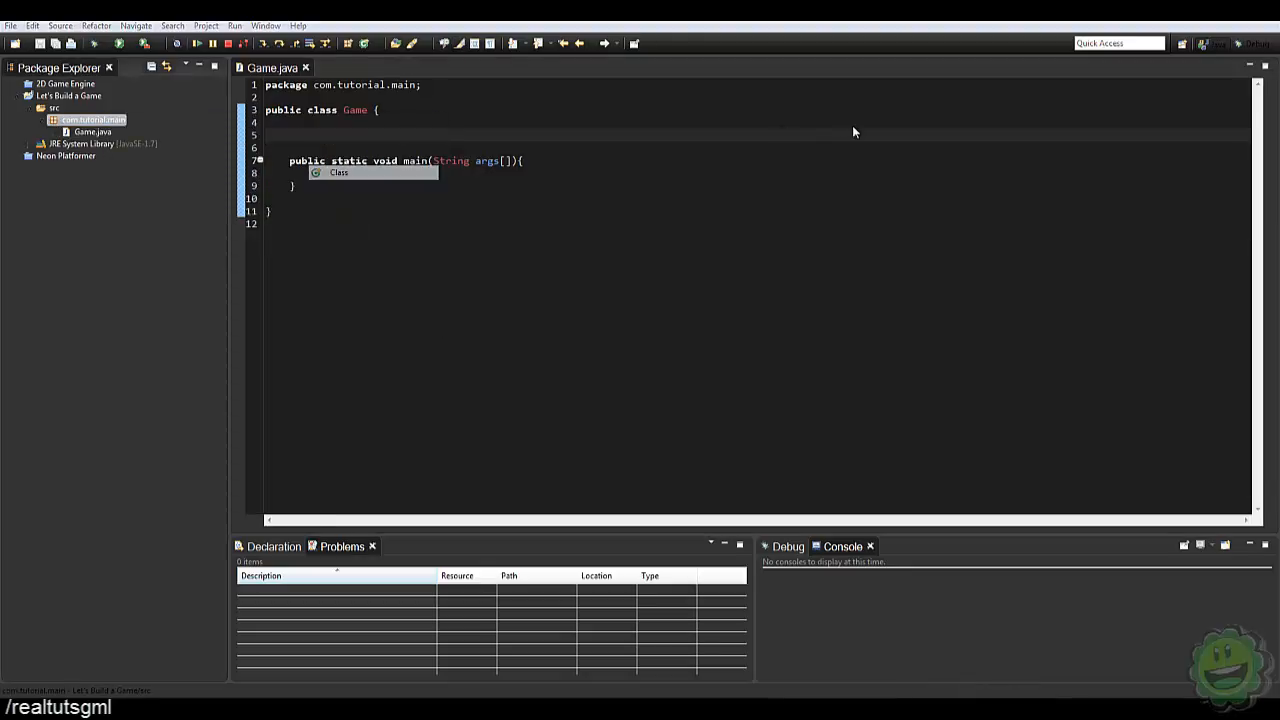 File Edit Source Refactor Navigate Search Project Run Window Help
Quick Access
Debug
Package Explorer
Game.java
2D Game Engine
Let's Build a Game
src
com.tutorial.main
Game.java
JRE System Library [JavaSE-1.7]
Neon Platformer
1 package com.tutorial.main;
2
3 public class Game {
4
5
6
7 public static void main(String args[]){
8
Class
9 }
10
11 }
12
Declaration Problems
0 items
Description Resource Path Location Type
Debug Console
No consoles to display at this time.
com.tutorial.main - Let's Build a Game/src
/realtutsgml